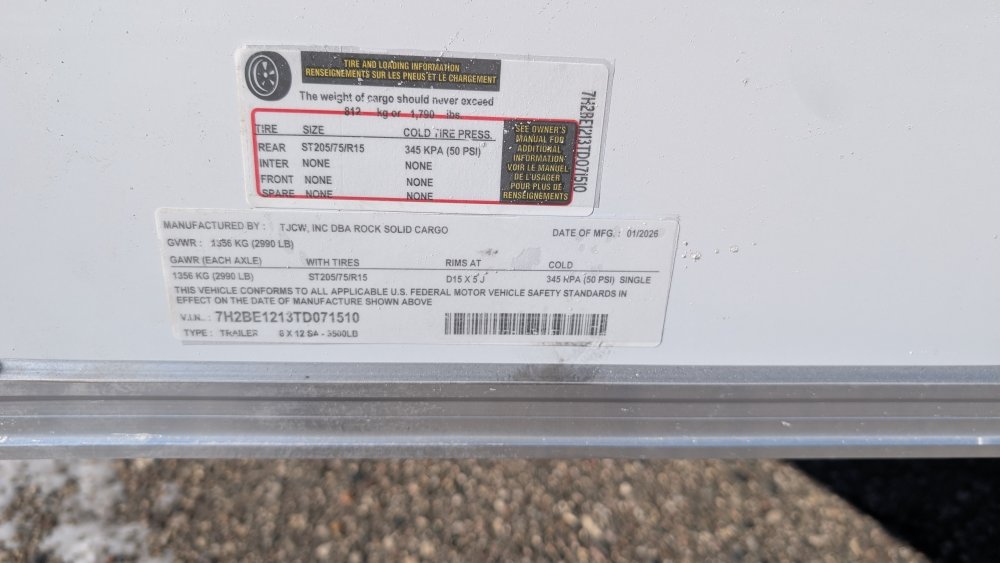 TIRE AND LOADING INFORMATION
RENSEIGNEMENTS SUR LES PNEUS ET LE CHARGEMENT
The weight of cargo should never exceed
812 kg or 1,790 lbs.
TIRE SIZE COLD TIRE PRESS.
REAR ST205/75/R15 345 KPA (50 PSI)
INTER NONE NONE
FRONT NONE NONE
SPARE NONE NONE
SEE OWNER'S
MANUAL FOR
ADDITIONAL
INFORMATION
VOIR LE MANUEL
DE L'USAGER
POUR PLUS DE
RENSEIGNEMENTS
7H2BE1213TD071510
MANUFACTURED BY : TJCW, INC DBA ROCK SOLID CARGO DATE OF MFG. : 01/2026
GVWR : 1356 KG (2990 LB)
GAWR (EACH AXLE) WITH TIRES RIMS AT COLD
1356 KG (2990 LB) ST205/75/R15 D15 X 5 J 345 KPA (50 PSI) SINGLE
THIS VEHICLE CONFORMS TO ALL APPLICABLE U.S. FEDERAL MOTOR VEHICLE SAFETY STANDARDS IN
EFFECT ON THE DATE OF MANUFACTURE SHOWN ABOVE
V.I.N.: 7H2BE1213TD071510
TYPE : TRAILER 6 X 12 SA - 3500LB